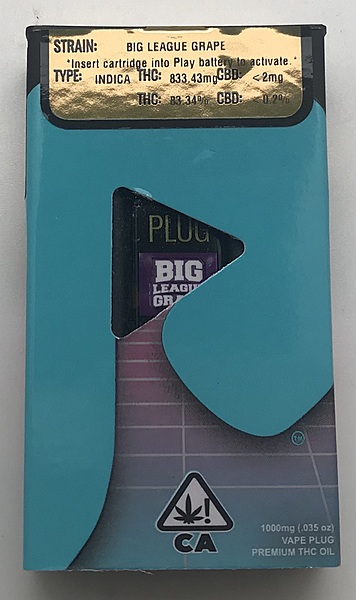 STRAIN: BIG LEAGUE GRAPE
"Insert cartridge into Play battery to activate."
TYPE: INDICA THC: 833.43mg CBD: <2mg
THC: 83.34% CBD: <0.2%
PLUG
BIG
LEAGUE
GRA
TM
!
CA
1000mg (.035 oz)
VAPE PLUG
PREMIUM THC OIL